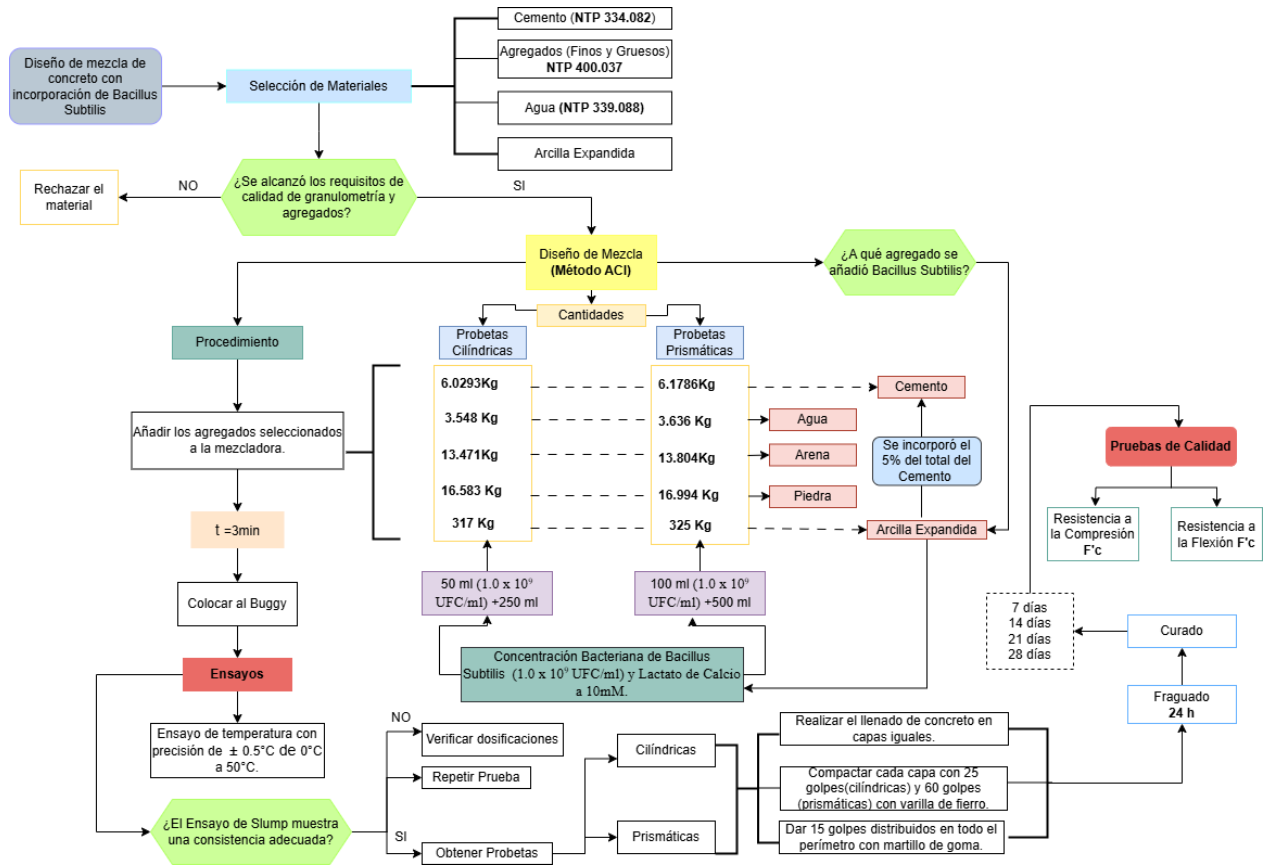 Diseño de mezcla de
concreto con
incorporación de Bacillus
Subtilis
Selección de Materiales
Cemento (NTP 334.082)
Agregados (Finos y Gruesos)
NTP 400.037
Agua (NTP 339.088)
Arcilla Expandida
¿Se alcanzó los requisitos de
calidad de granulometría y
agregados?
NO
SI
Rechazar el
material
Diseño de Mezcla
(Método ACI)
¿A qué agregado se
añadió Bacillus Subtilis?
Cantidades
Procedimiento
Probetas
Cilíndricas
Probetas
Prismáticas
6.0293Kg
6.1786Kg
Cemento
3.548 Kg
3.636 Kg
Agua
13.471Kg
13.804Kg
Arena
16.583 Kg
16.994 Kg
Piedra
317 Kg
325 Kg
Arcilla Expandida
Se incorporó el
5% del total del
Cemento
Añadir los agregados seleccionados
a la mezcladora.
t =3min
Colocar al Buggy
Ensayos
Ensayo de temperatura con
precisión de ± 0.5°C de 0°C
a 50°C.
50 ml (1.0 x 10⁹
UFC/ml) +250 ml
100 ml (1.0 x 10⁹
UFC/ml) +500 ml
Concentración Bacteriana de Bacillus
Subtilis (1.0 x 10⁹ UFC/ml) y Lactato de Calcio
a 10mM.
¿El Ensayo de Slump muestra
una consistencia adecuada?
NO
SI
Verificar dosificaciones
Repetir Prueba
Obtener Probetas
Cilíndricas
Prismáticas
Realizar el llenado de concreto en
capas iguales.
Compactar cada capa con 25
golpes(cilíndricas) y 60 golpes
(prismáticas) con varilla de fierro.
Dar 15 golpes distribuidos en todo el
perímetro con martillo de goma.
Fraguado
24 h
Curado
7 días
14 días
21 días
28 días
Pruebas de Calidad
Resistencia a
la Compresión
F'c
Resistencia a
la Flexión F'c